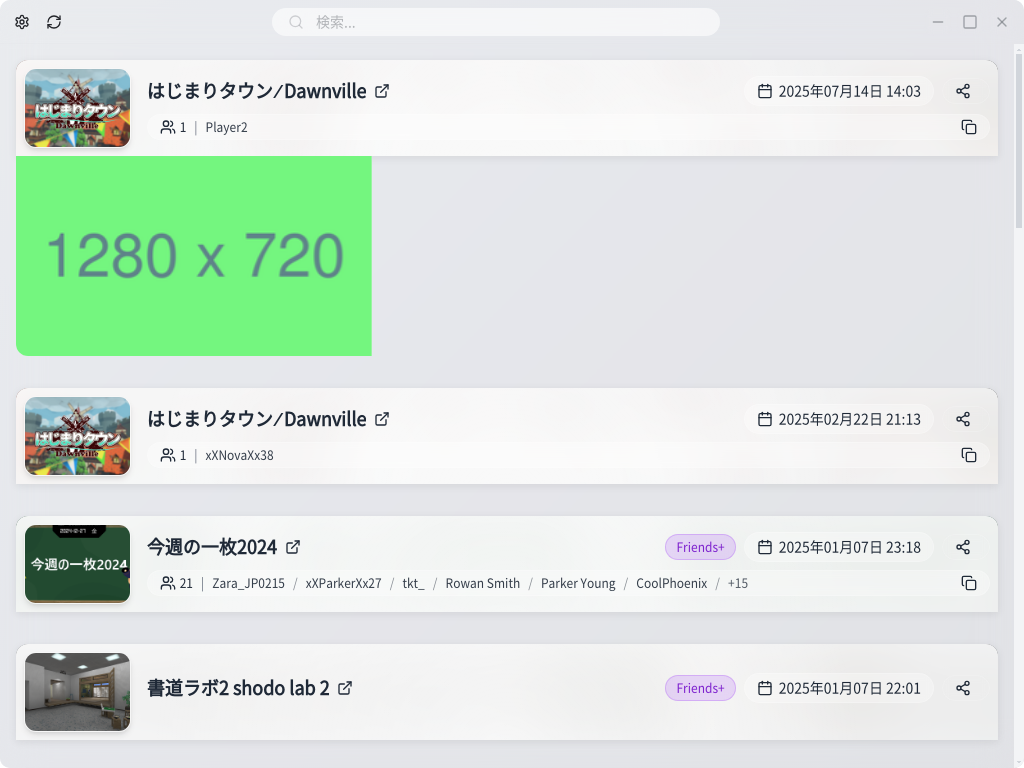 検索...
はじまりタウン/Dawnville
2025年07月14日 14:03
はじまりタウン
Dawnville
1 | Player2
1280 x 720
はじまりタウン/Dawnville
2025年02月22日 21:13
はじまりタウン
Dawnville
1 | xXNovaXx38
今週の一枚2024
Friends+
2025年01月07日 23:18
今週の一枚2024
21 | Zara_JP0215 / xXParkerXx27 / tkt_ / Rowan Smith / Parker Young / CoolPhoenix / +15
書道ラボ2 shodo lab 2
Friends+
2025年01月07日 22:01